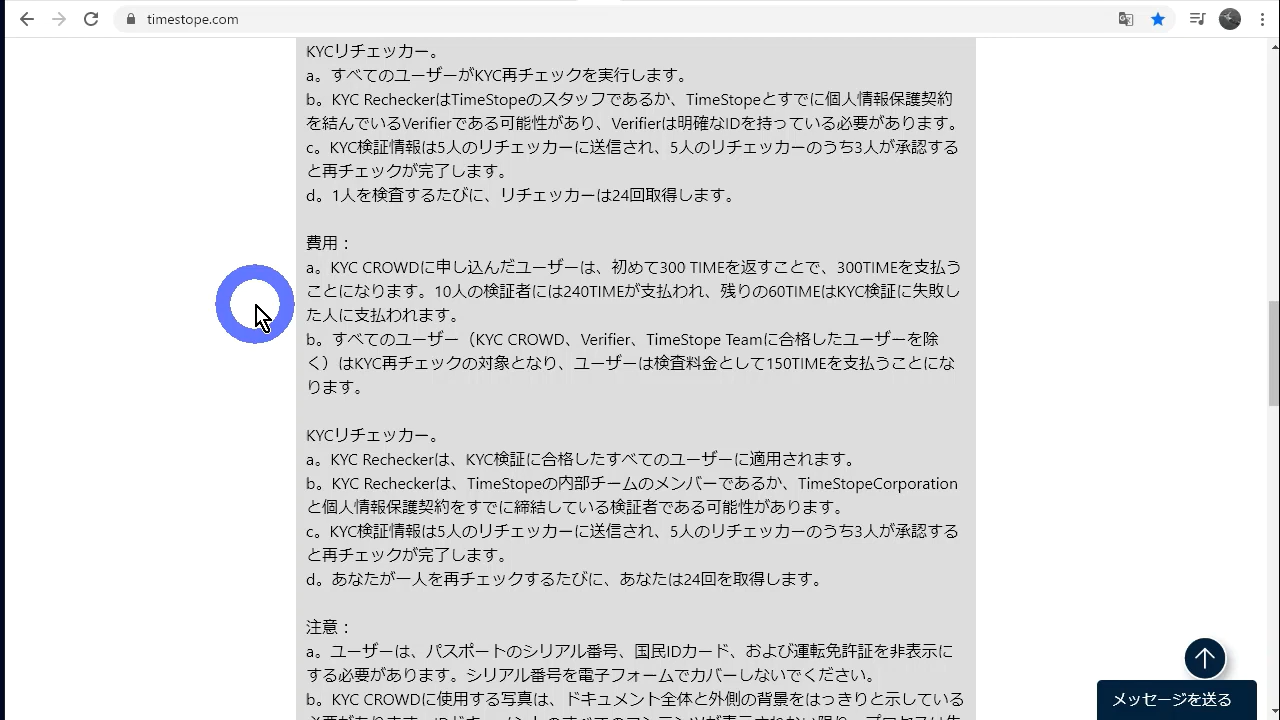 timestope.com
KYCリチェッカー。
a。すべてのユーザーがKYC再チェックを実行します。
b。KYC RecheckerはTimeStopeのスタッフであるか、TimeStopeとすでに個人情報保護契約
を結んでいるVerifierである可能性があり、Verifierは明確なIDを持っている必要があります。
c。KYC検証情報は5人のリチェッカーに送信され、5人のリチェッカーのうち3人が承認する
と再チェックが完了します。
d。1人を検査するたびに、リチェッカーは24回取得します。
費用：
a。KYC CROWDに申し込んだユーザーは、初めて300 TIMEを返すことで、300TIMEを支払う
ことになります。10人の検証者には240TIMEが支払われ、残りの60TIMEはKYC検証に失敗し
た人に支払われます。
b。すべてのユーザー（KYC CROWD、Verifier、TimeStope Teamに合格したユーザーを除
く）はKYC再チェックの対象となり、ユーザーは検査料金として150TIMEを支払うことにな
ります。
KYCリチェッカー。
a。KYC Recheckerは、KYC検証に合格したすべてのユーザーに適用されます。
b。KYC Recheckerは、TimeStopeの内部チームのメンバーであるか、TimeStopeCorporation
と個人情報保護契約をすでに締結している検証者である可能性があります。
c。KYC検証情報は5人のリチェッカーに送信され、5人のリチェッカーのうち3人が承認する
と再チェックが完了します。
d。あなたが一人を再チェックするたびに、あなたは24回を取得します。
注意：
a。ユーザーは、パスポートのシリアル番号、国民IDカード、および運転免許証を非表示に
する必要があります。シリアル番号を電子フォームでカバーしないでください。
b。KYC CROWDに使用する写真は、ドキュメント全体と外側の背景をはっきりと示している
メッセージを送る